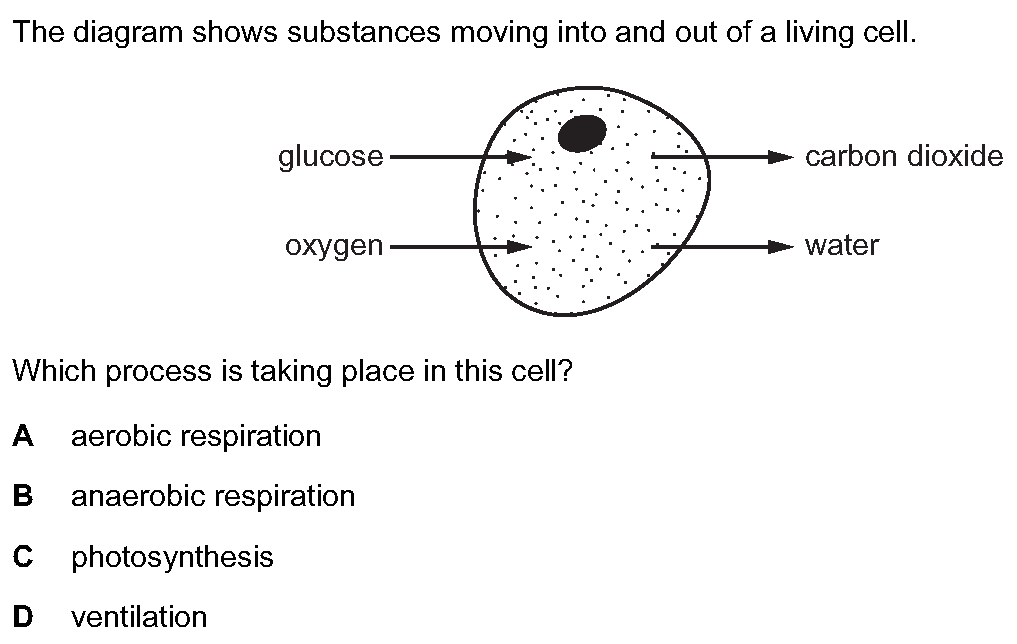 The diagram shows substances moving into and out of a living cell.
glucose carbon dioxide
oxygen water
Which process is taking place in this cell?
A aerobic respiration
B anaerobic respiration
C photosynthesis
D ventilation